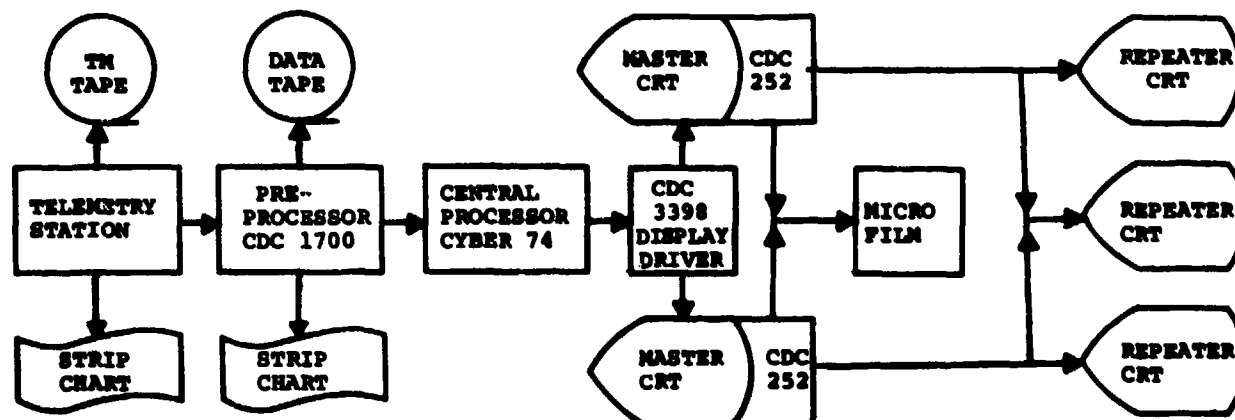 TM
TAPE
DATA
TAPE
MASTER
CRT
CDC
252
REPEATER
CRT
TELEMETRY
STATION
PRE-
PROCESSOR
CDC 1700
CENTRAL
PROCESSOR
CYBER 74
CDC
3398
DISPLAY
DRIVER
MICRO
FILM
REPEATER
CRT
STRIP
CHART
STRIP
CHART
MASTER
CRT
CDC
252
REPEATER
CRT